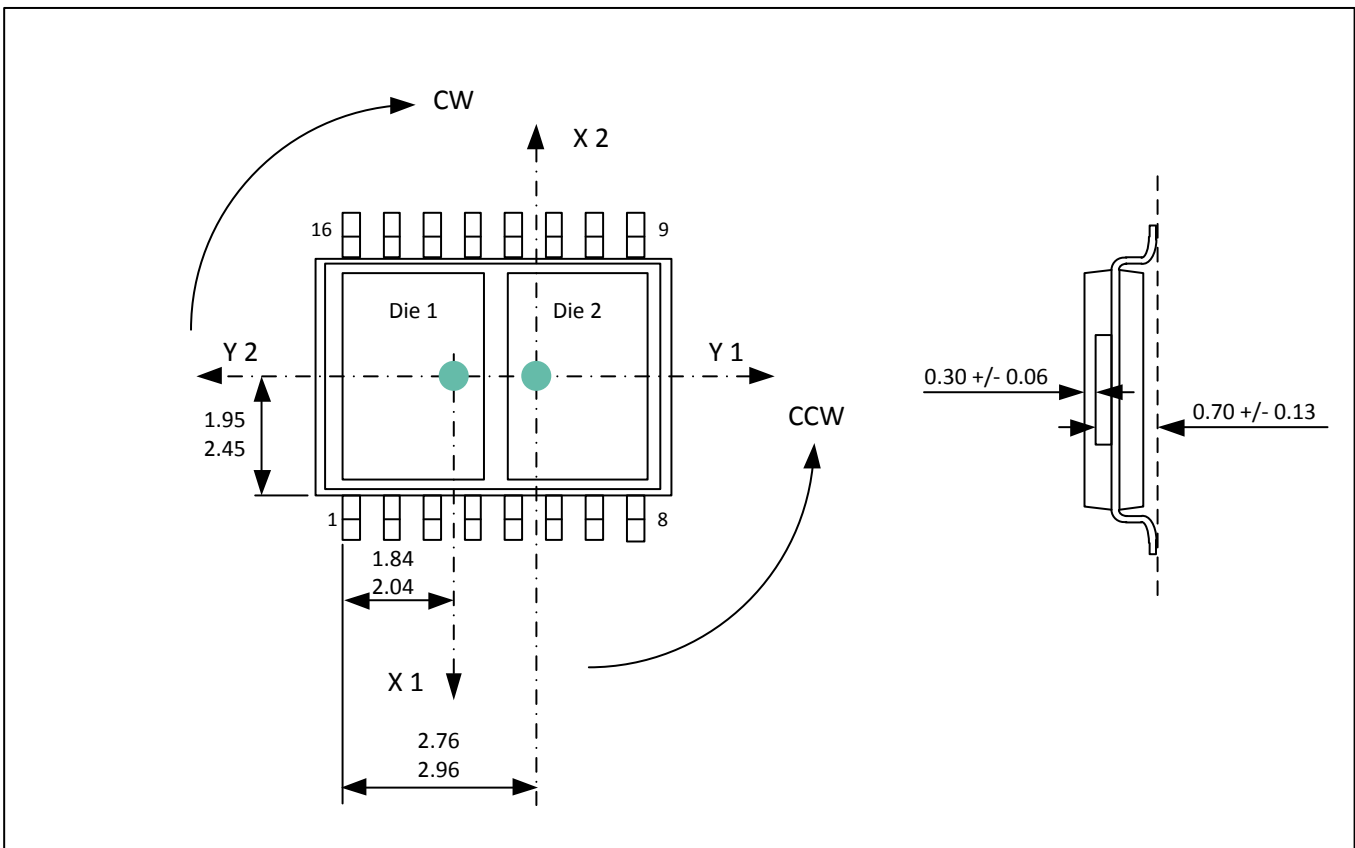 CW
X 2
16
9
Die 1
Die 2
Y 2
Y 1
0.30 +/- 0.06
1.95
2.45
CCW
0.70 +/- 0.13
1
8
1.84
2.04
X 1
2.76
2.96